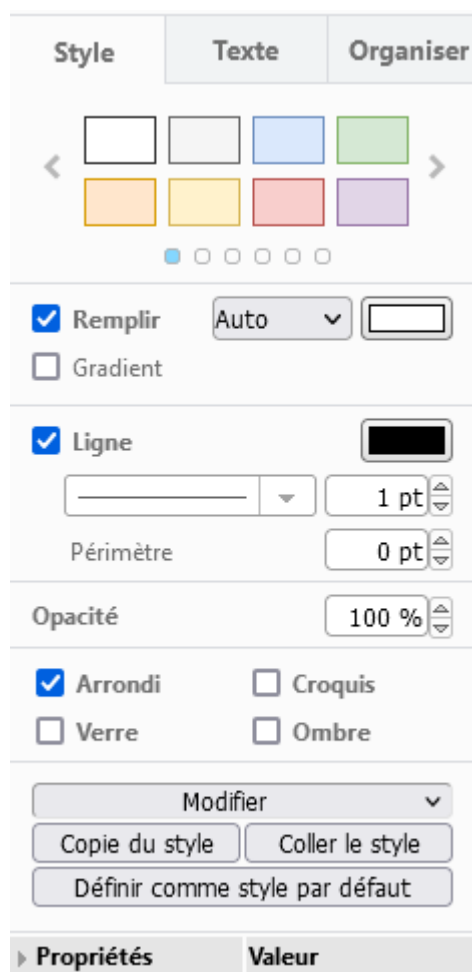 Style Texte Organiser
Remplir Auto
Gradient
Ligne
1 pt
Périmètre 0 pt
Opacité 100 %
Arrondi Croquis
Verre Ombre
Modifier
Copie du style Coller le style
Définir comme style par défaut
Propriétés Valeur